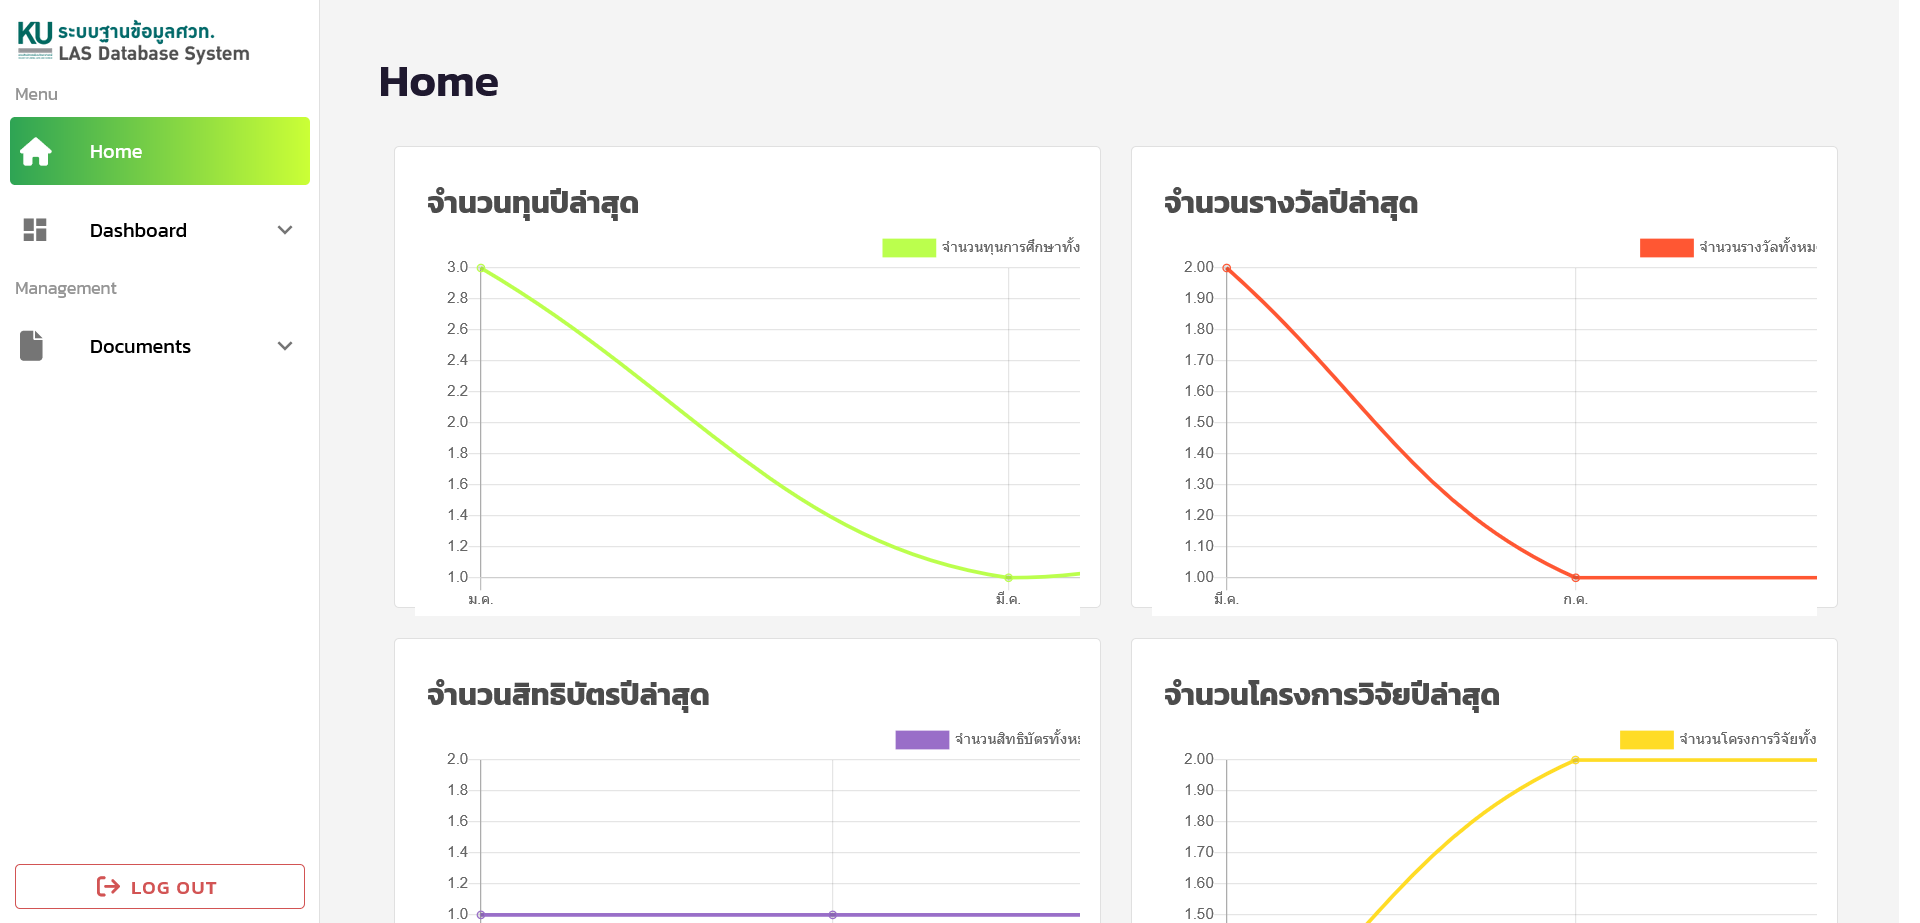 KU ระบบฐานข้อมูลศวท.
LAS Database System
Menu
Home
Dashboard
Management
Documents
LOG OUT
Home
จำนวนทุนปีล่าสุด
จำนวนทุนการศึกษาทั้ง
3.0
2.8
2.6
2.4
2.2
2.0
1.8
1.6
1.4
1.2
1.0
ม.ค. มี.ค.
จำนวนรางวัลปีล่าสุด
จำนวนรางวัลทั้งหม
2.00
1.90
1.80
1.70
1.60
1.50
1.40
1.30
1.20
1.10
1.00
มี.ค. ก.ค.
จำนวนสิทธิบัตรปีล่าสุด
จำนวนสิทธิบัตรทั้งห
2.0
1.8
1.6
1.4
1.2
1.0
จำนวนโครงการวิจัยปีล่าสุด
จำนวนโครงการวิจัยทั้ง
2.00
1.90
1.80
1.70
1.60
1.50